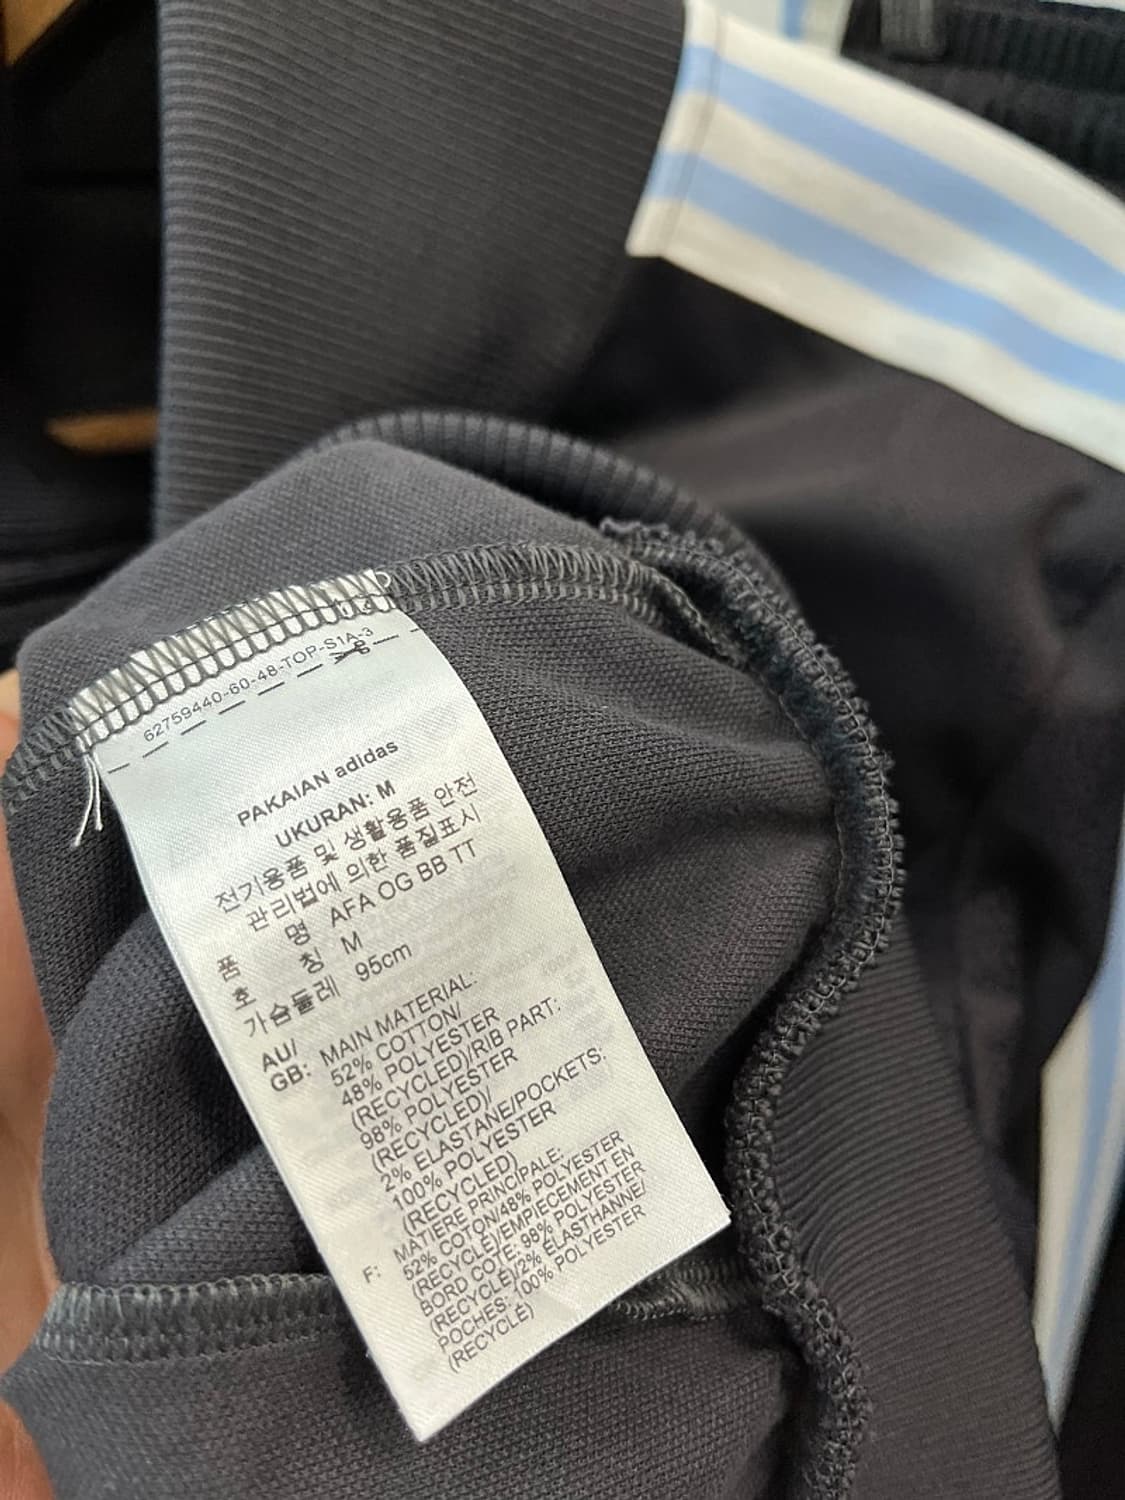 62759440-60-48-TOP-S1A-3
PAKAIAN adidas
UKURAN: M
전기용품 및 생활용품 안전
관리법에 의한 품질표시
품 명 AFA OG BB TT
호 칭 M
가슴둘레 95cm
AU/
GB: MAIN MATERIAL:
52% COTTON/
48% POLYESTER
(RECYCLED)/RIB PART:
98% POLYESTER
(RECYCLED)/
2% ELASTANE/POCKETS:
100% POLYESTER
(RECYCLED)
F: MATIERE PRINCIPALE:
52% COTON/48% POLYESTER
(RECYCLÉ)/EMPIECEMENT EN
BORD COTE: 98% POLYESTER
(RECYCLÉ)/2% ÉLASTHANNE/
POCHES: 100% POLYESTER
(RECYCLÉ)